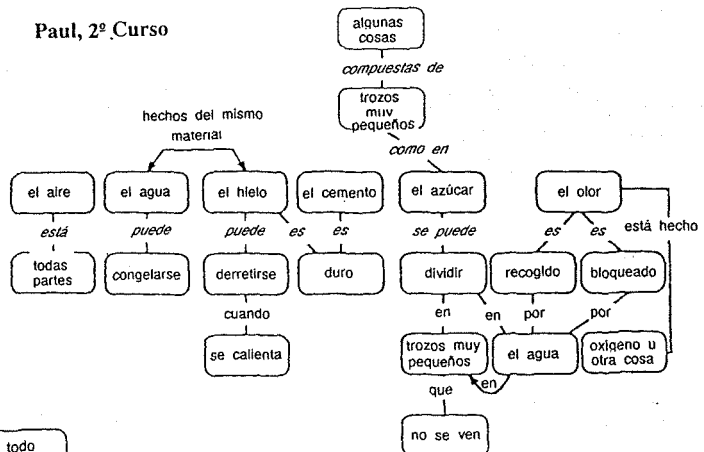 Paul, 2º Curso
algunas
cosas
compuestas de
trozos
muy
pequeños
como en
hechos del mismo
material
el aire
el agua
el hielo
el cemento
el azúcar
el olor
está
puede
puede
es
es
se puede
es
es
está hecho
todas
partes
congelarse
derretirse
duro
dividir
recogido
bloqueado
cuando
en
en
por
por
se calienta
trozos muy
pequeños
el agua
oxígeno u
otra cosa
que
en
no se ven
todo